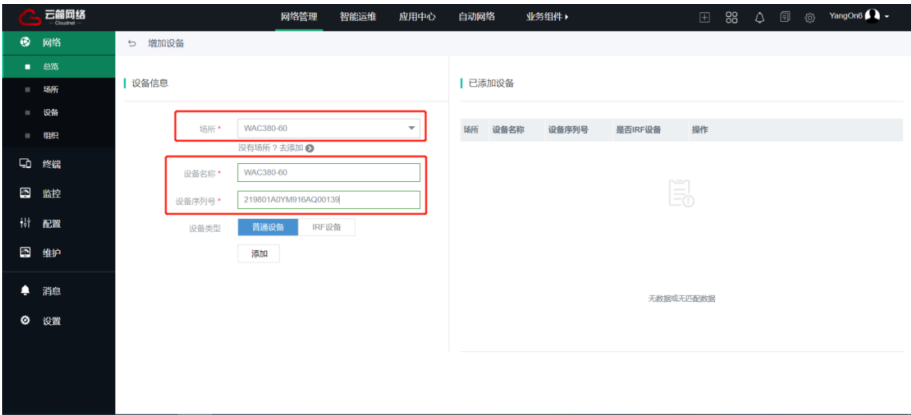 云简网络
Cloudnet
网络管理 智能运维 应用中心 自动网络 业务组件
YangOn6
网络
总览
场所
设备
组织
终端
监控
配置
维护
消息
设置
增加设备
设备信息
场所 * WAC380-60
没有场所？去添加
设备名称 * WAC380-60
设备序列号 * 219801A0YM916AQ00139
设备类型 普通设备 IRF设备
添加
已添加设备
场所 设备名称 设备序列号 是否IRF设备 操作
无数据或无匹配数据